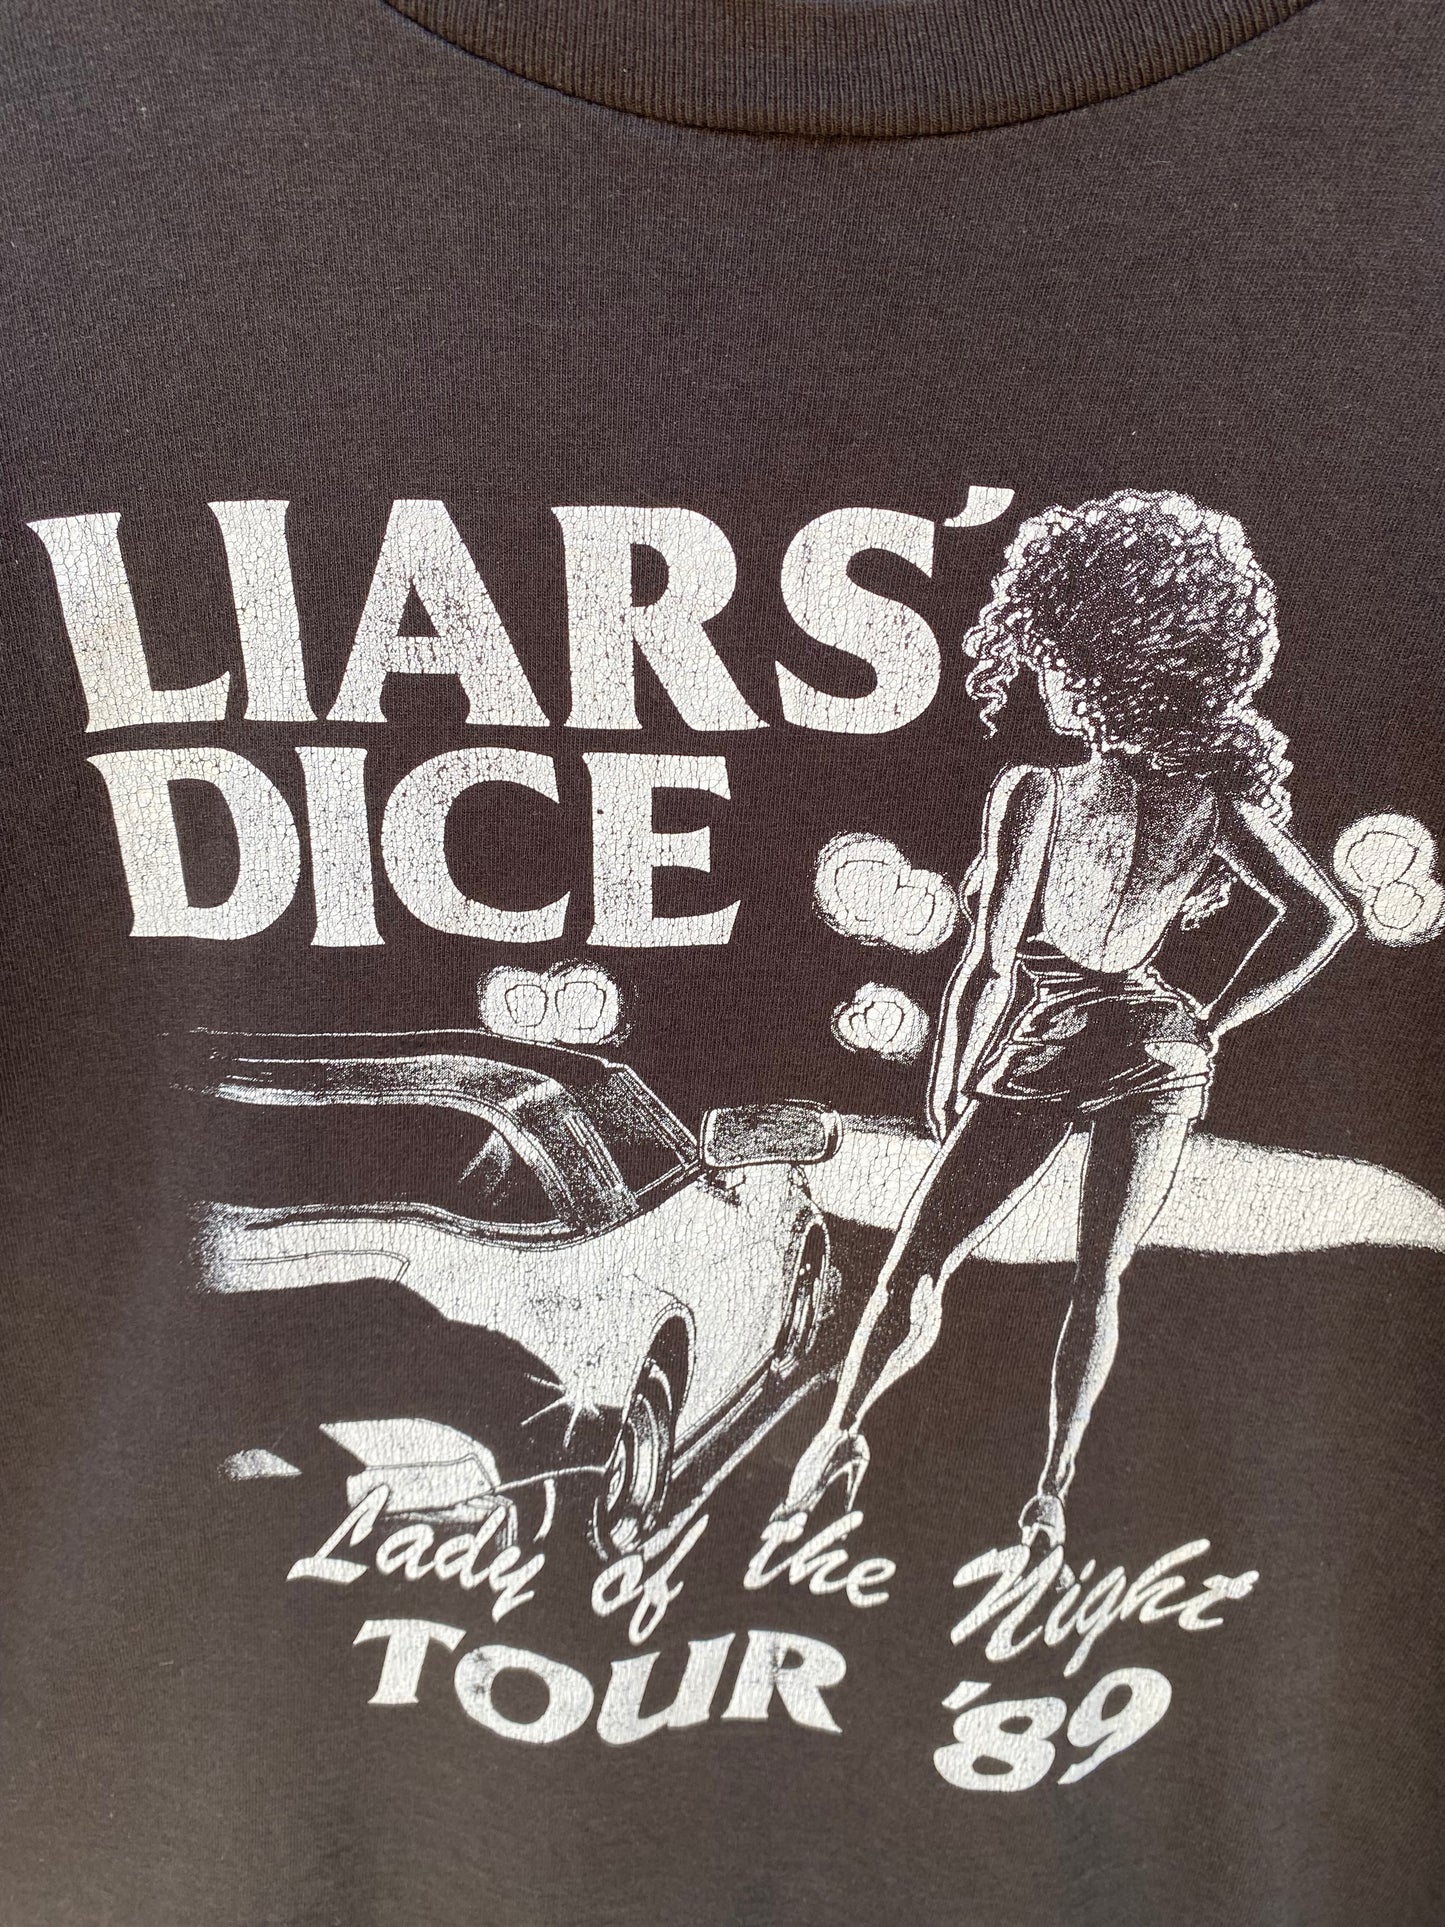 LIARS'
DICE
Lady of the Night
TOUR '89